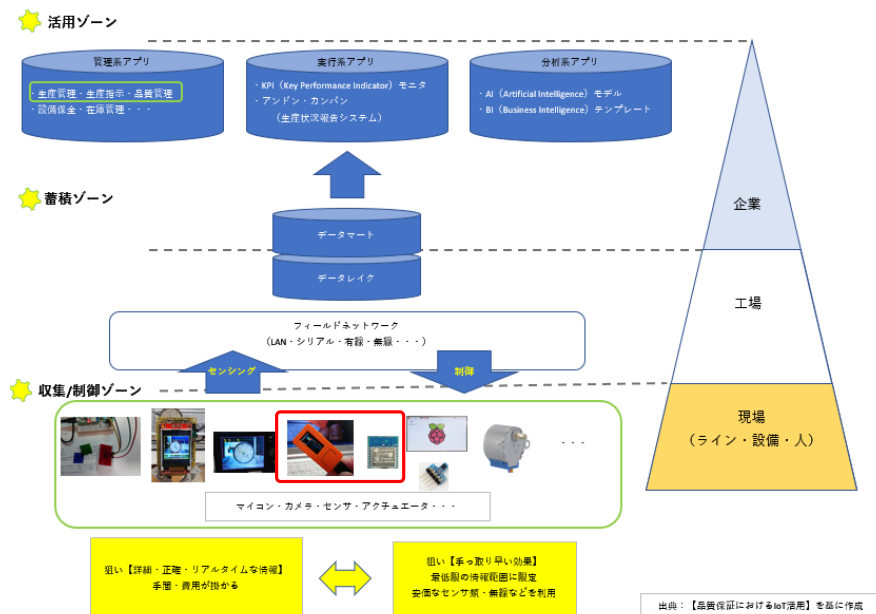 活用ゾーン
管理系アプリ
・生産管理・生産指示・品質管理
・設備保全・在庫管理・・・
実行系アプリ
・KPI（Key Performance Indicator）モニタ
・アンドン・カンバン
（生産状況報告システム）
分析系アプリ
・AI（Artificial Intelligence）モデル
・BI（Business Intelligence）テンプレート
蓄積ゾーン
データマート
データレイク
企業
工場
フィールドネットワーク
（LAN・シリアル・有線・無線・・・）
センシング
制御
収集/制御ゾーン
現場
（ライン・設備・人）
・・・
マイコン・カメラ・センサ・アクチュエータ・・・
狙い【詳細・正確・リアルタイムな情報】
手間・費用が掛かる
狙い【手っ取り早い効果】
最低限の情報範囲に限定
安価なセンサ類・無線などを利用
出典：【品質保証におけるIoT活用】を基に作成